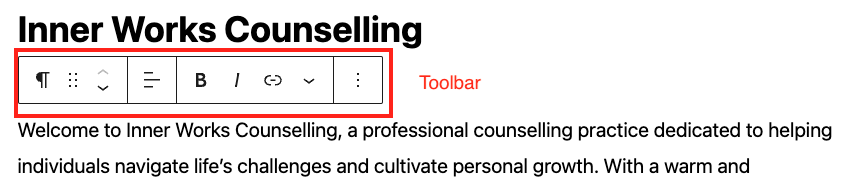 Inner Works Counselling
B I
Toolbar
Welcome to Inner Works Counselling, a professional counselling practice dedicated to helping
individuals navigate life’s challenges and cultivate personal growth. With a warm and